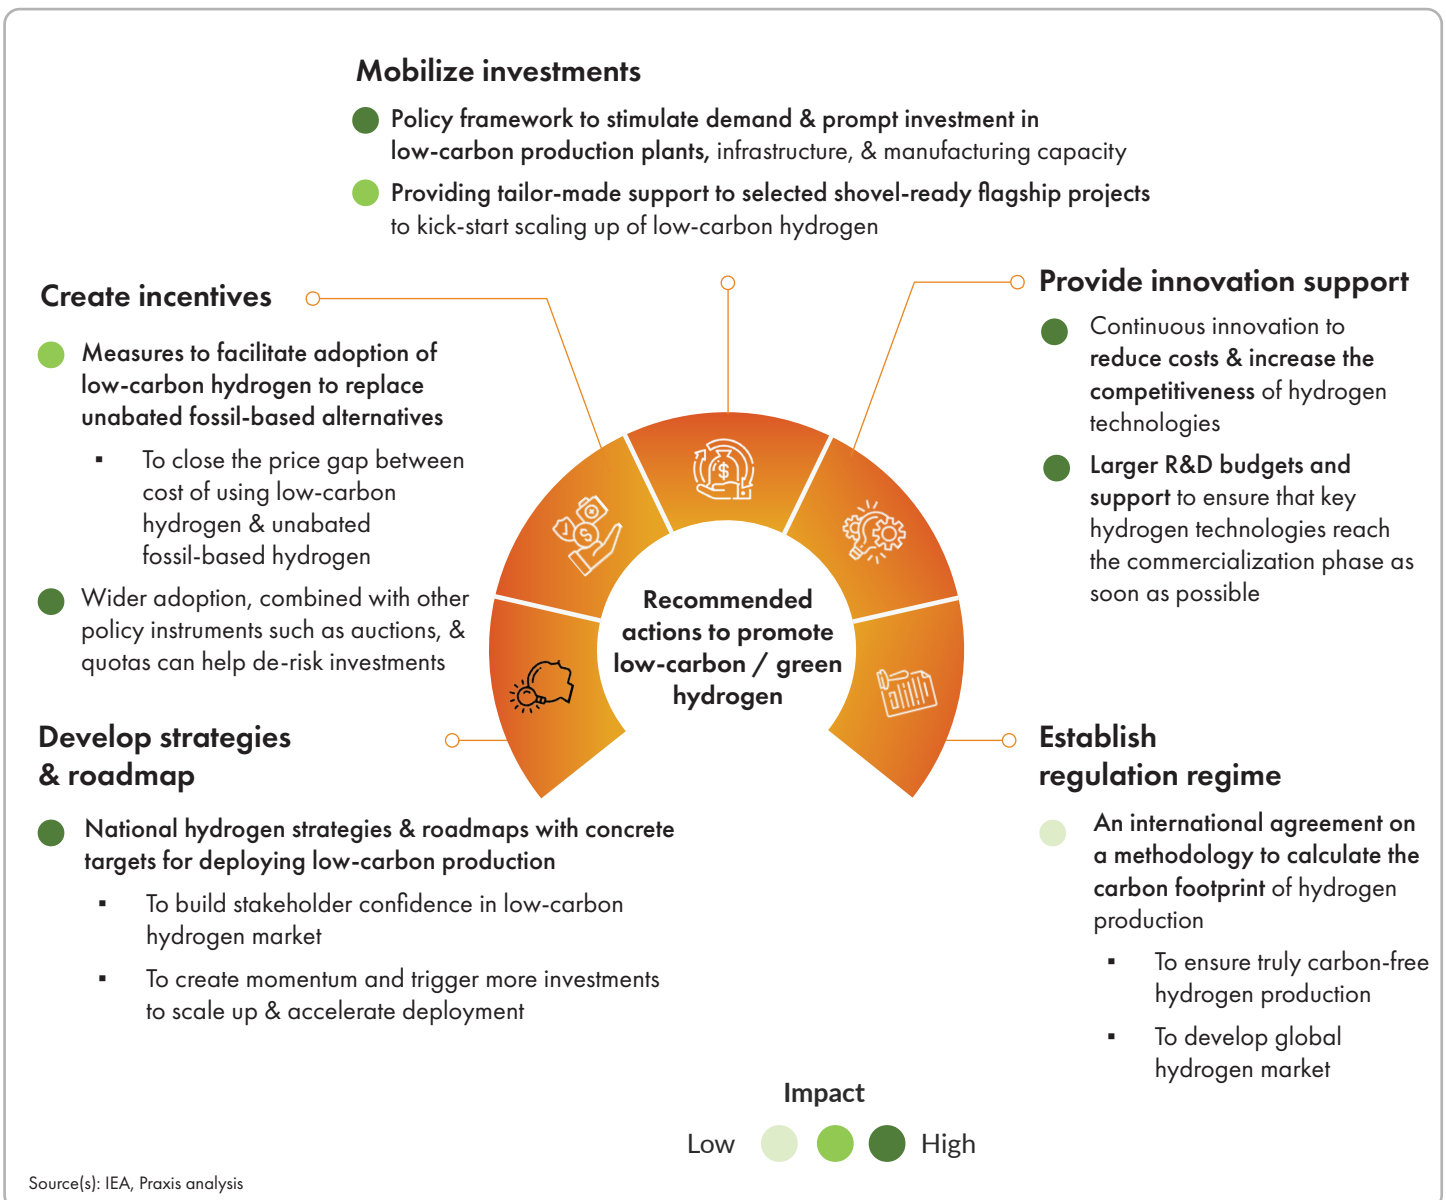 Mobilize investments
Policy framework to stimulate demand & prompt investment in
low-carbon production plants, infrastructure, & manufacturing capacity
Providing tailor-made support to selected shovel-ready flagship projects
to kick-start scaling up of low-carbon hydrogen
Create incentives
Measures to facilitate adoption of
low-carbon hydrogen to replace
unabated fossil-based alternatives
▪ To close the price gap between
cost of using low-carbon
hydrogen & unabated
fossil-based hydrogen
Wider adoption, combined with other
policy instruments such as auctions, &
quotas can help de-risk investments
Provide innovation support
Continuous innovation to
reduce costs & increase the
competitiveness of hydrogen
technologies
Larger R&D budgets and
support to ensure that key
hydrogen technologies reach
the commercialization phase as
soon as possible
$
$
Recommended
actions to promote
low-carbon / green
hydrogen
Develop strategies
& roadmap
National hydrogen strategies & roadmaps with concrete
targets for deploying low-carbon production
▪ To build stakeholder confidence in low-carbon
hydrogen market
▪ To create momentum and trigger more investments
to scale up & accelerate deployment
Establish
regulation regime
An international agreement on
a methodology to calculate the
carbon footprint of hydrogen
production
▪ To ensure truly carbon-free
hydrogen production
▪ To develop global
hydrogen market
Impact
Low High
Source(s): IEA, Praxis analysis